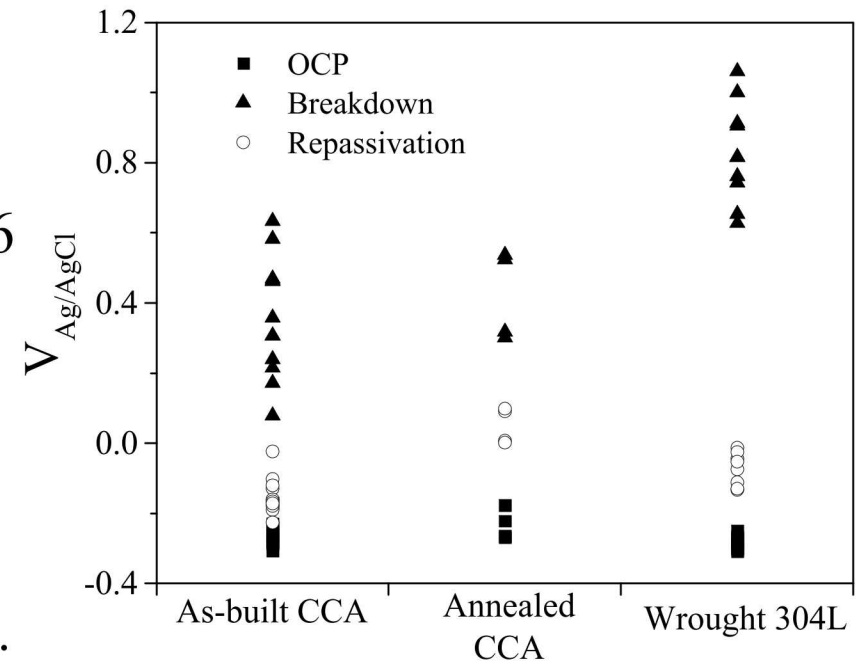 1.2
OCP
Breakdown
Repassivation
0.8
6
V Ag/AgCl
0.4
0.0
-0.4
As-built CCA
Annealed
CCA
Wrought 304L
.